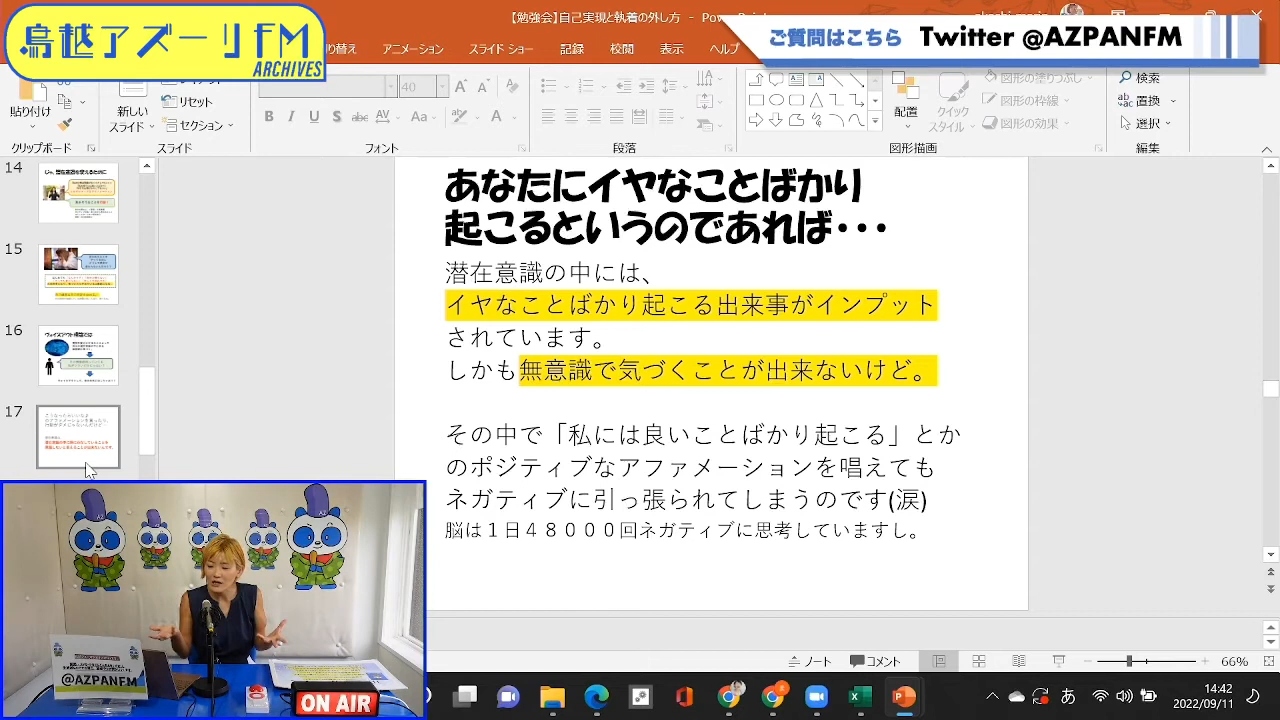 鳥越アズーリFM
ARCHIVES
【勉強会】自己実現と執着の外し方 - Pow
ご質問はこちら Twitter @AZPANFM
アニメーション
スライド
記録
校閲
表示
ヘルプ
貼り付け
新しい
スライド
リセット
セクション
40
B I U S abc AV Aa
配置
クイック
スタイル
図形の塗りつぶし
図形の枠線
図形の効果
検索
置換
選択
クリップボード
スライド
フォント
段落
図形描画
編集
14
15
16
17
あなたにイヤなことばかり
起こるというのであれば・・・
潜在意識の中には、
イヤなことばかり起こる出来事がインプット
されています。
しかも無意識で気づくことが出来ないけど。
その中で「私には良いことばかり起こる」とか
のポジティブなアファメーションを唱えても
ネガティブに引っ張られてしまうのです(涙)
脳は１日４８０００回ネガティブに思考していますし。
@AZPANFM
ON AIR
ノート
コメント
あ
14:42
2022/09/11